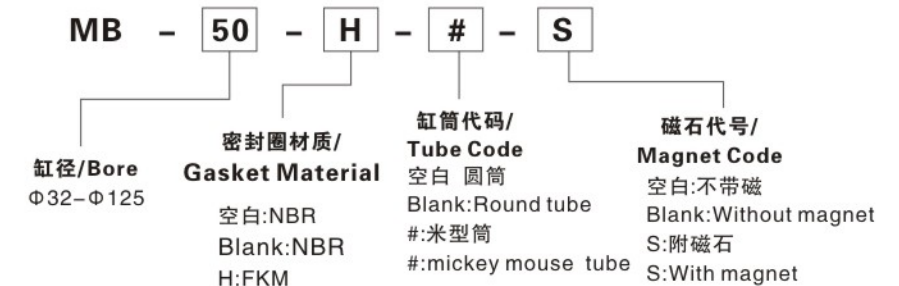 MB - 50 - H - # - S
缸径/Bore
Φ32-Φ125
密封圈材质/
Gasket Material
空白:NBR
Blank:NBR
H:FKM
缸筒代码/
Tube Code
空白 圆筒
Blank:Round tube
#:米型筒
#:mickey mouse tube
磁石代号/
Magnet Code
空白:不带磁
Blank:Without magnet
S:附磁石
S:With magnet